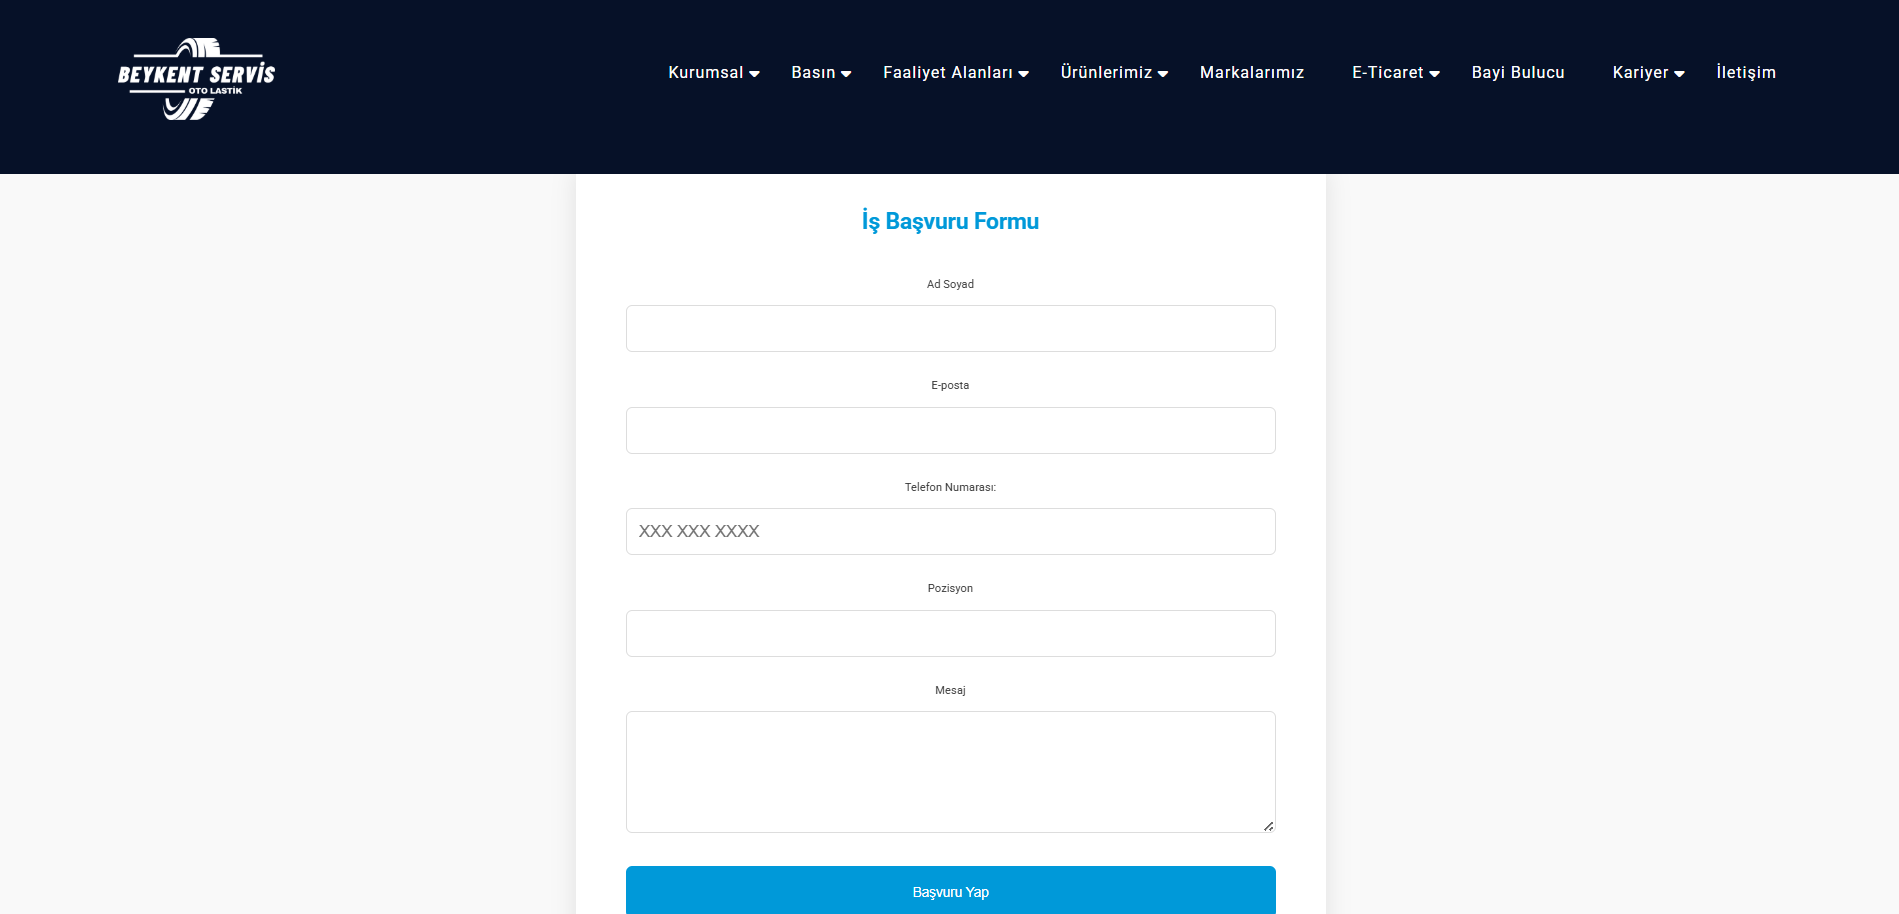 BEYKENT SERVİS
OTO LASTİK
Kurumsal Basın Faaliyet Alanları Ürünlerimiz Markalarımız E-Ticaret Bayi Bulucu Kariyer İletişim
İş Başvuru Formu
Ad Soyad
E-posta
Telefon Numarası:
XXX XXX XXXX
Pozisyon
Mesaj
Başvuru Yap